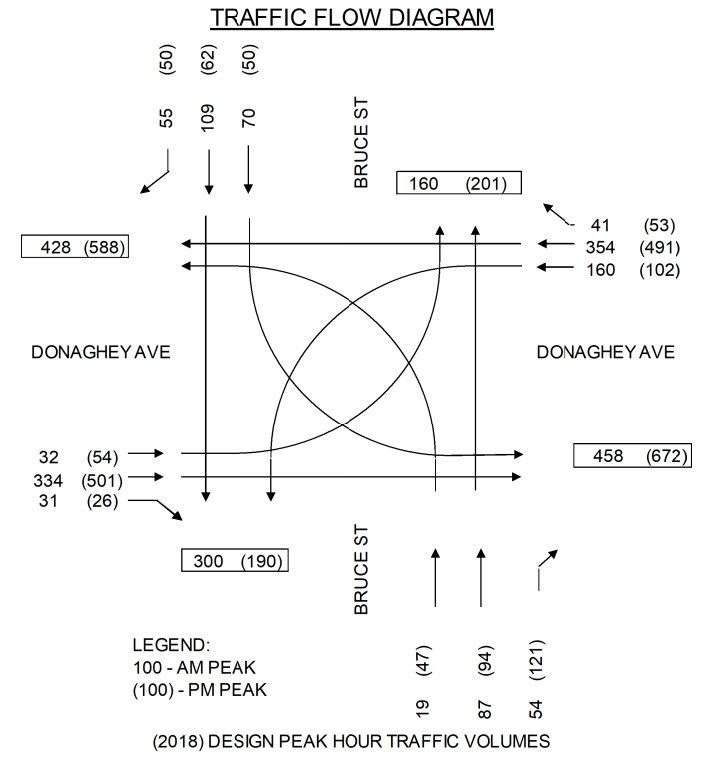 TRAFFIC FLOW DIAGRAM
55 (50)
109 (62)
70 (50)
BRUCE ST
160 (201)
41 (53)
354 (491)
160 (102)
428 (588)
DONAGHEY AVE
DONAGHEY AVE
32 (54)
334 (501)
31 (26)
458 (672)
300 (190)
BRUCE ST
19 (47)
87 (94)
54 (121)
LEGEND:
100 - AM PEAK
(100) - PM PEAK
(2018) DESIGN PEAK HOUR TRAFFIC VOLUMES